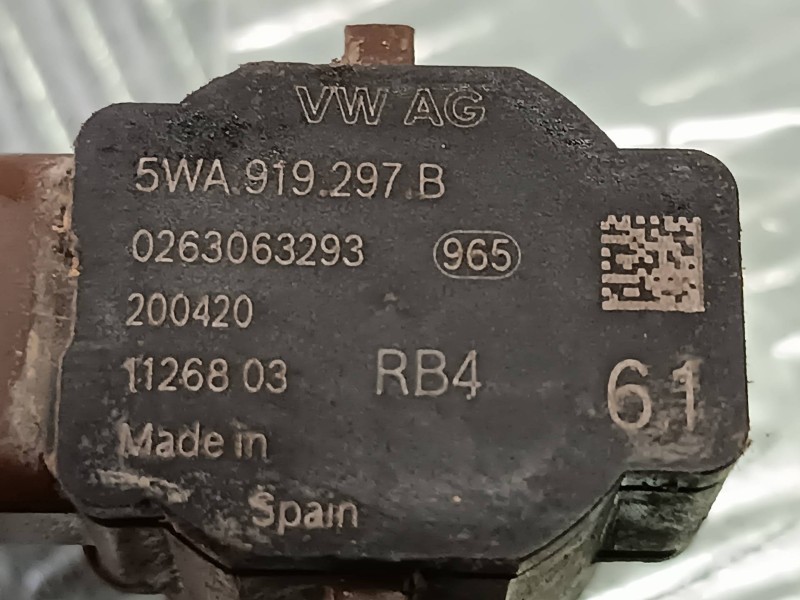 VW AG
5WA.919.297.B
0263063293 965
200420
11268 03 RB4 61
Made in
Spain